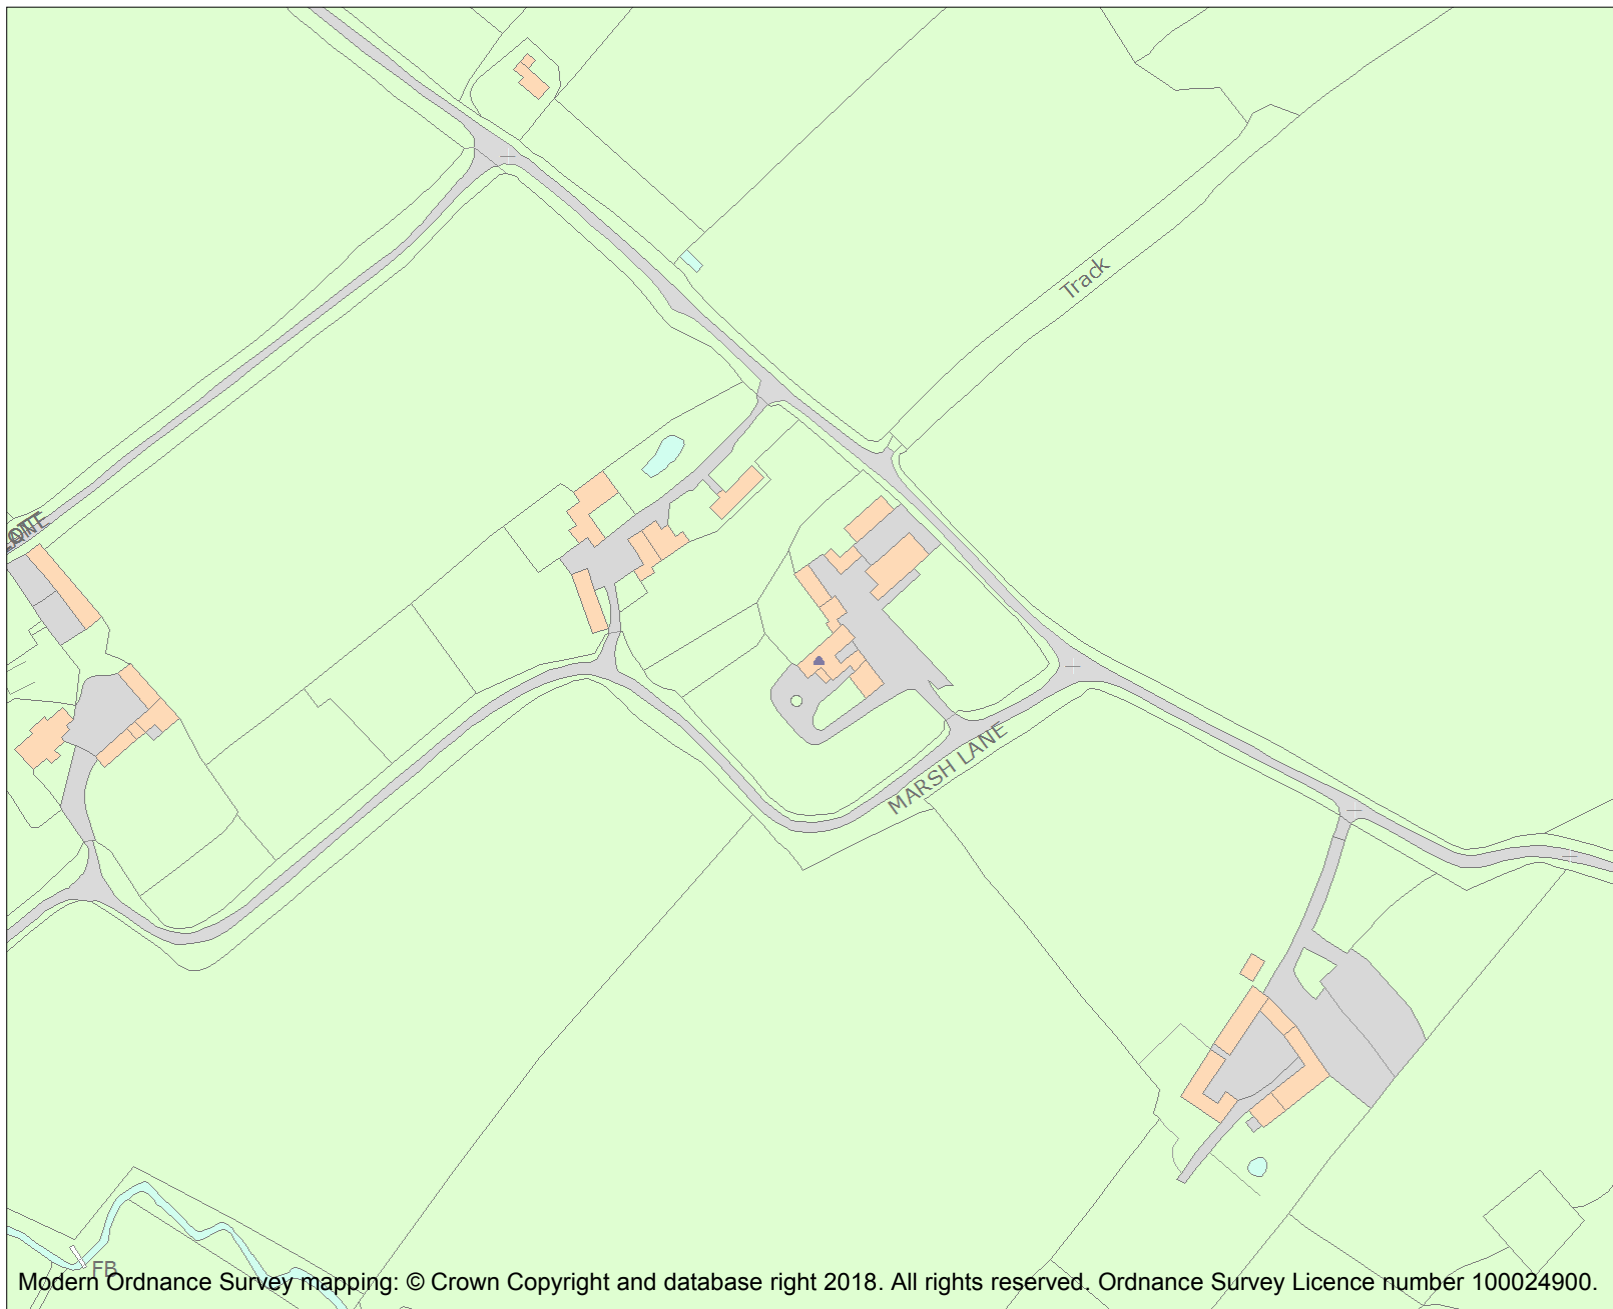 Track
MARSH LANE
FB
Modern Ordnance Survey mapping: © Crown Copyright and database right 2018. All rights reserved. Ordnance Survey Licence number 100024900.